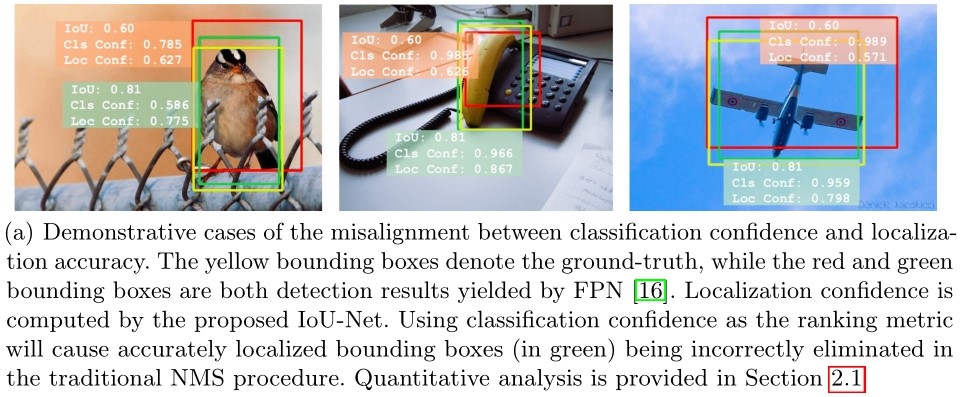 IoU: 0.60
Cls Conf: 0.785
Loc Conf: 0.627
IoU: 0.81
Cls Conf: 0.586
Loc Conf: 0.775
IoU: 0.60
Cls Conf: 0.985
Loc Conf: 0.626
IoU: 0.81
Cls Conf: 0.966
Loc Conf: 0.867
IoU: 0.60
Cls Conf: 0.989
Loc Conf: 0.571
IoU: 0.81
Cls Conf: 0.959
Loc Conf: 0.798
(a) Demonstrative cases of the misalignment between classification confidence and localiza-
tion accuracy. The yellow bounding boxes denote the ground-truth, while the red and green
bounding boxes are both detection results yielded by FPN [16]. Localization confidence is
computed by the proposed IoU-Net. Using classification confidence as the ranking metric
will cause accurately localized bounding boxes (in green) being incorrectly eliminated in
the traditional NMS procedure. Quantitative analysis is provided in Section 2.1